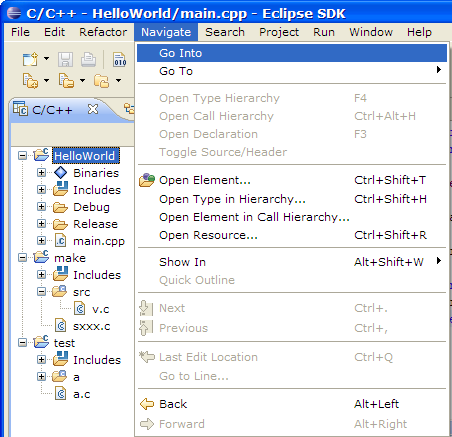 C/C++ - HelloWorld/main.cpp - Eclipse SDK
File Edit Refactor Navigate Search Project Run Window Help
C/C++
HelloWorld
Binaries
Includes
Debug
Release
main.cpp
make
Includes
src
v.c
sxxx.c
test
Includes
a
a.c
Go Into
Go To
Open Type Hierarchy F4
Open Call Hierarchy Ctrl+Alt+H
Open Declaration F3
Toggle Source/Header
Open Element... Ctrl+Shift+T
Open Type in Hierarchy... Ctrl+Shift+H
Open Element in Call Hierarchy...
Open Resource... Ctrl+Shift+R
Show In Alt+Shift+W
Quick Outline
Next Ctrl+.
Previous Ctrl+,
Last Edit Location Ctrl+Q
Go to Line...
Back Alt+Left
Forward Alt+Right